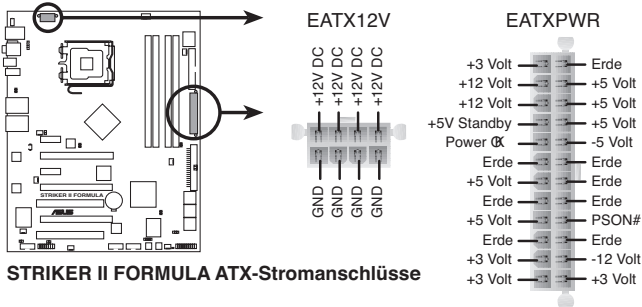 EATX12V
+12V DC
+12V DC
+12V DC
+12V DC
GND
GND
GND
GND
EATXPWR
+3 Volt Erde
+12 Volt +5 Volt
+12 Volt +5 Volt
+5V Standby +5 Volt
Power OK -5 Volt
Erde Erde
+5 Volt Erde
Erde Erde
+5 Volt PSON#
Erde Erde
+3 Volt -12 Volt
+3 Volt +3 Volt
STRIKER II FORMULA
ASUS
STRIKER II FORMULA ATX-Stromanschlüsse